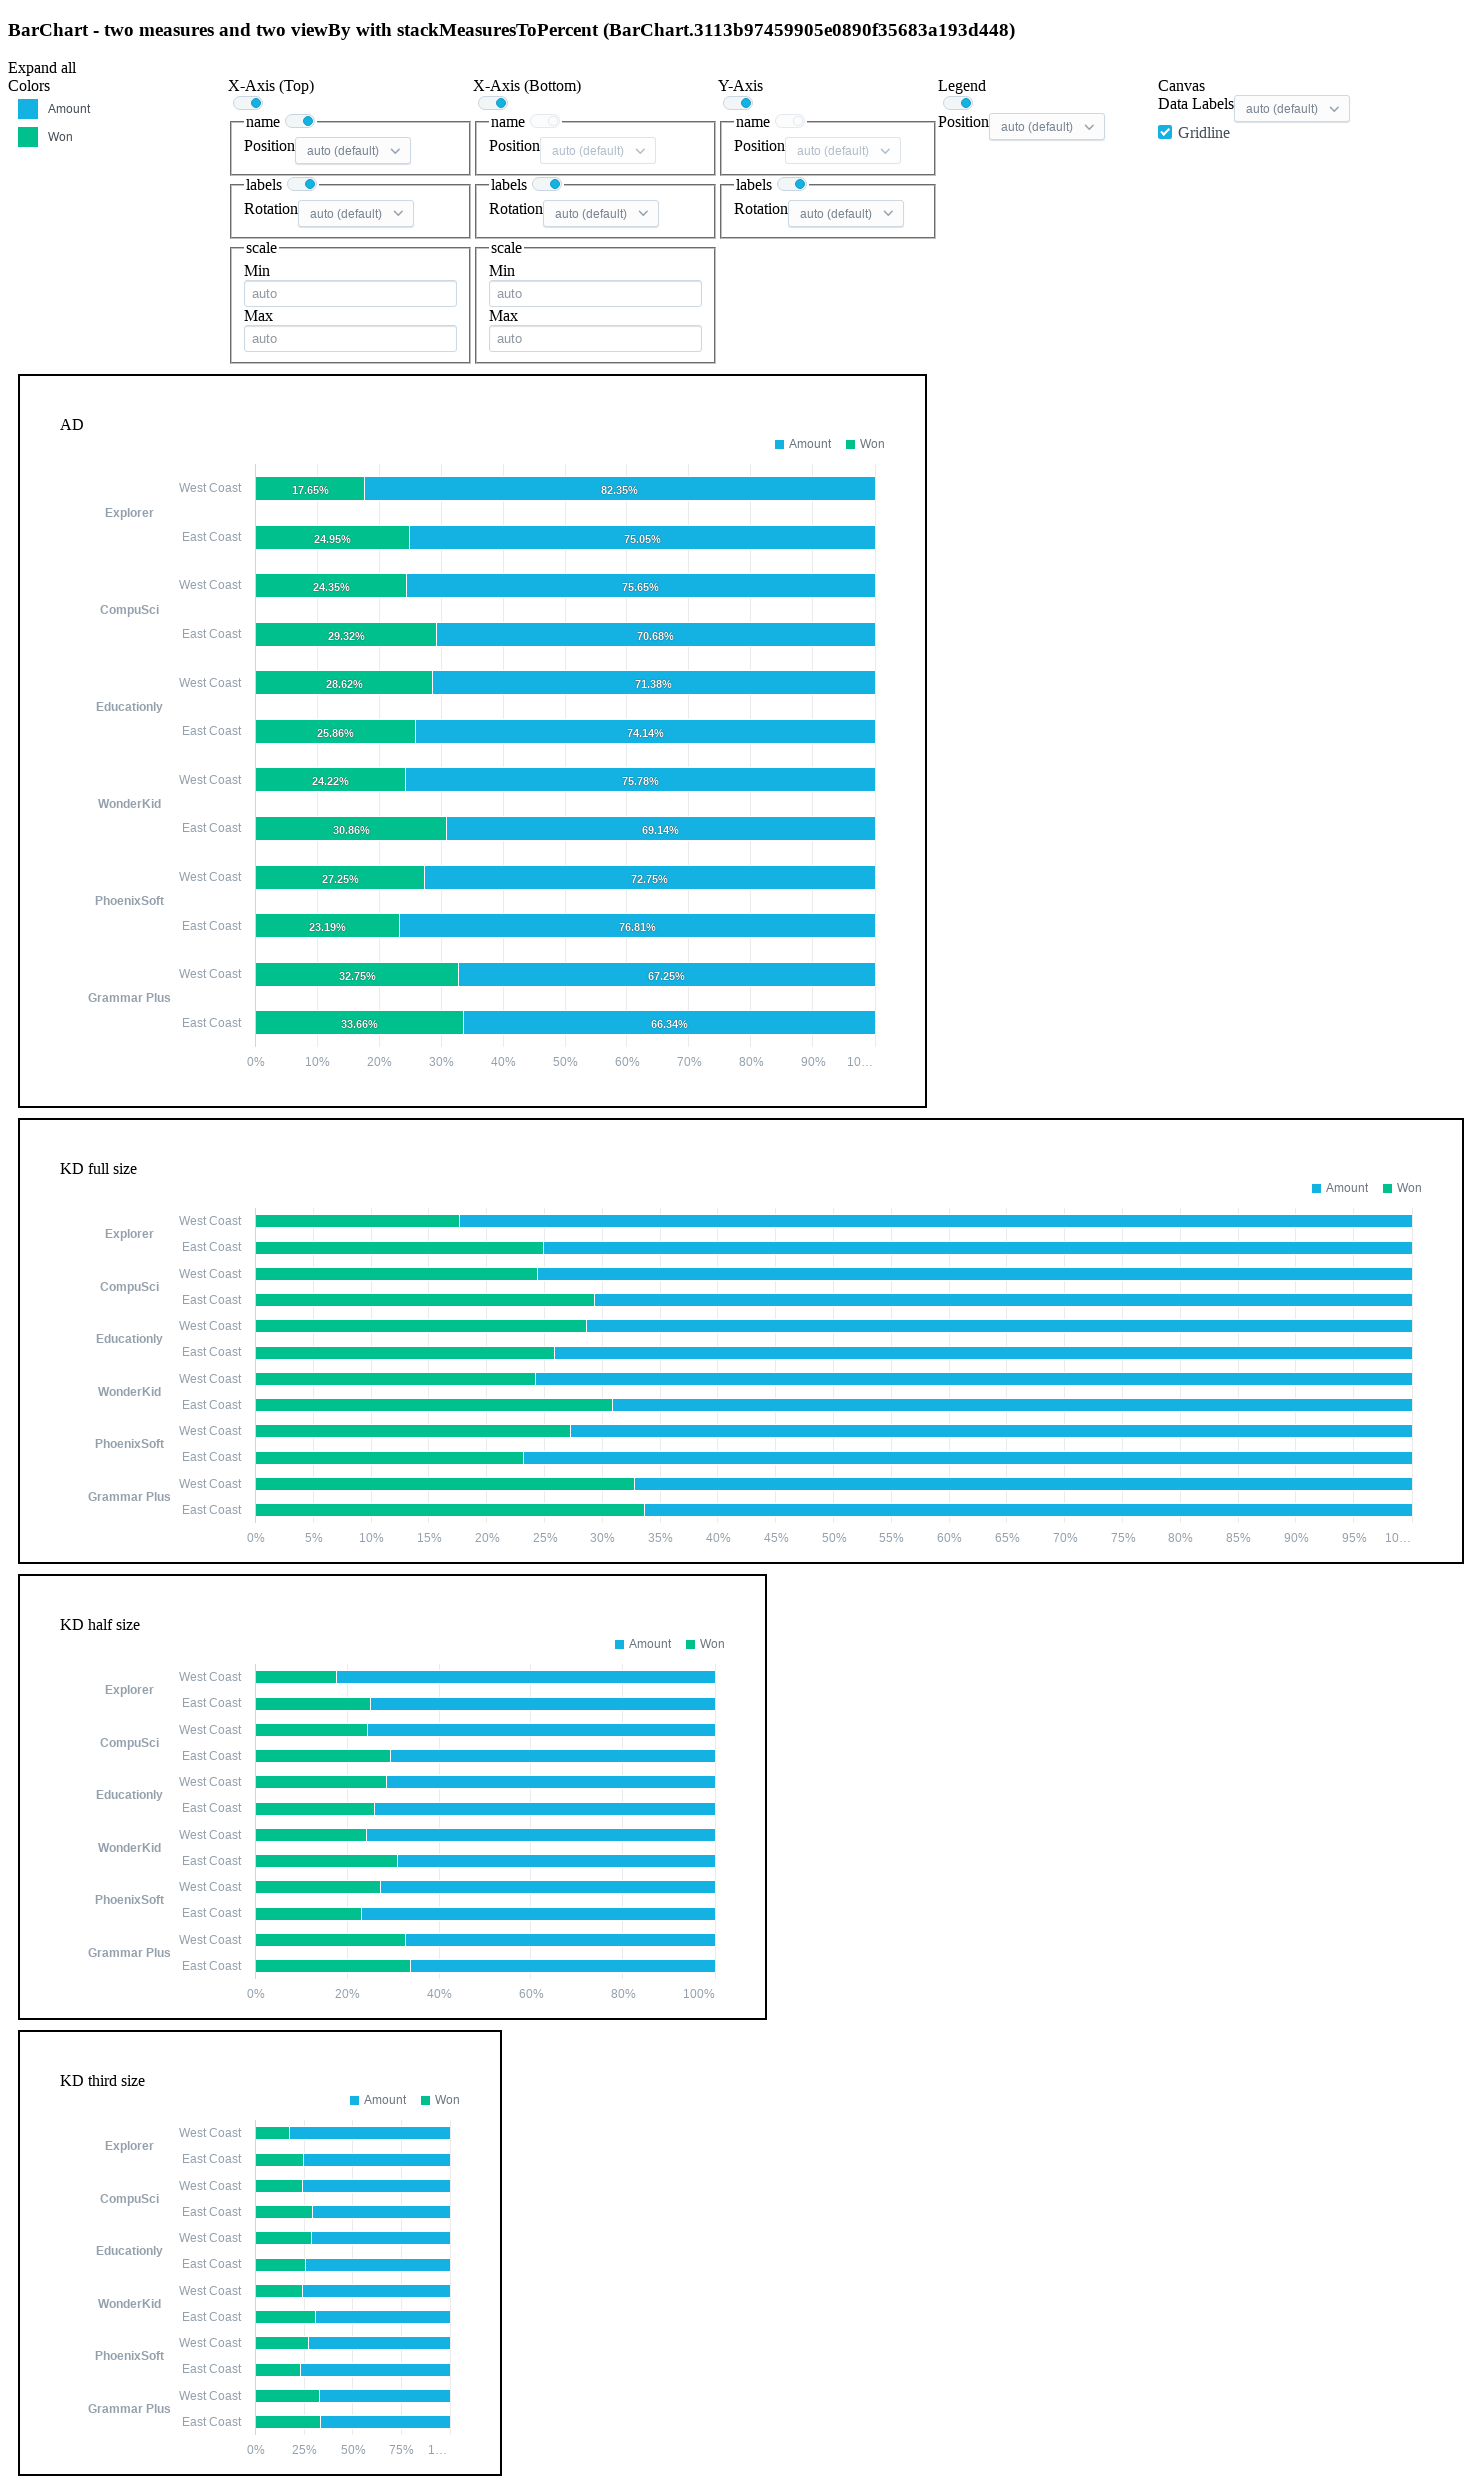 BarChart - two measures and two viewBy with stackMeasuresToPercent (BarChart.3113b97459905e0890f35683a193d448)
Expand all
Colors
Amount
Won
X-Axis (Top)
name
Position auto (default)
labels
Rotation auto (default)
scale
Min
auto
Max
auto
X-Axis (Bottom)
name
Position auto (default)
labels
Rotation auto (default)
scale
Min
auto
Max
auto
Y-Axis
name
Position auto (default)
labels
Rotation auto (default)
Legend
Position auto (default)
Canvas
Data Labels auto (default)
Gridline
AD
Amount Won
Explorer
West Coast 17.65% 82.35%
East Coast 24.95% 75.05%
CompuSci
West Coast 24.35% 75.65%
East Coast 29.32% 70.68%
Educationly
West Coast 28.62% 71.38%
East Coast 25.86% 74.14%
WonderKid
West Coast 24.22% 75.78%
East Coast 30.86% 69.14%
PhoenixSoft
West Coast 27.25% 72.75%
East Coast 23.19% 76.81%
Grammar Plus
West Coast 32.75% 67.25%
East Coast 33.66% 66.34%
0% 10% 20% 30% 40% 50% 60% 70% 80% 90% 10…
KD full size
Amount Won
Explorer
West Coast
East Coast
CompuSci
West Coast
East Coast
Educationly
West Coast
East Coast
WonderKid
West Coast
East Coast
PhoenixSoft
West Coast
East Coast
Grammar Plus
West Coast
East Coast
0% 5% 10% 15% 20% 25% 30% 35% 40% 45% 50% 55% 60% 65% 70% 75% 80% 85% 90% 95% 10…
KD half size
Amount Won
Explorer
West Coast
East Coast
CompuSci
West Coast
East Coast
Educationly
West Coast
East Coast
WonderKid
West Coast
East Coast
PhoenixSoft
West Coast
East Coast
Grammar Plus
West Coast
East Coast
0% 20% 40% 60% 80% 100%
KD third size
Amount Won
Explorer
West Coast
East Coast
CompuSci
West Coast
East Coast
Educationly
West Coast
East Coast
WonderKid
West Coast
East Coast
PhoenixSoft
West Coast
East Coast
Grammar Plus
West Coast
East Coast
0% 25% 50% 75% 1…